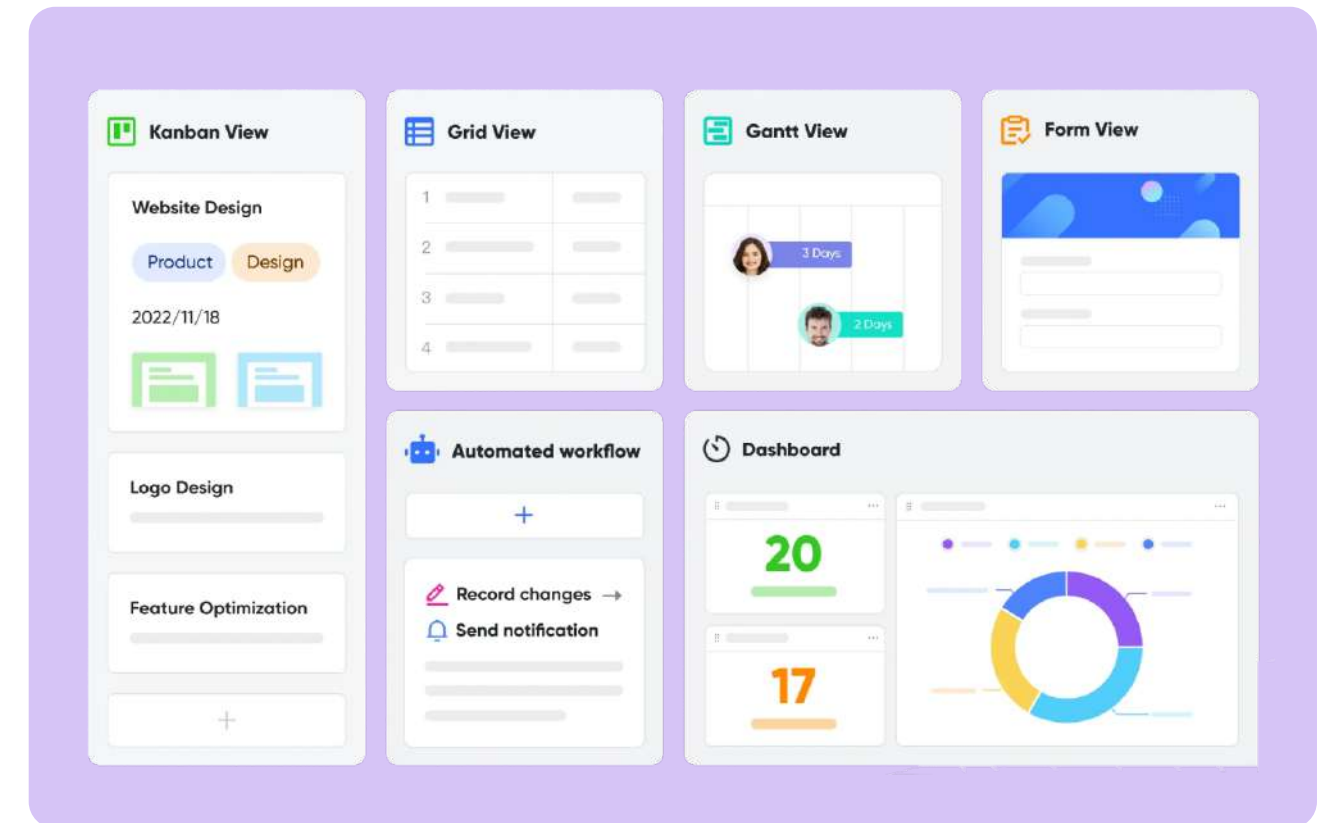 Kanban View
Website Design
Product Design
2022/11/18
Logo Design
Feature Optimization
+
Grid View
1
2
3
4
Gantt View
3 Days
2 Days
Form View
Automated workflow
+
Record changes →
Send notification
Dashboard
20
17